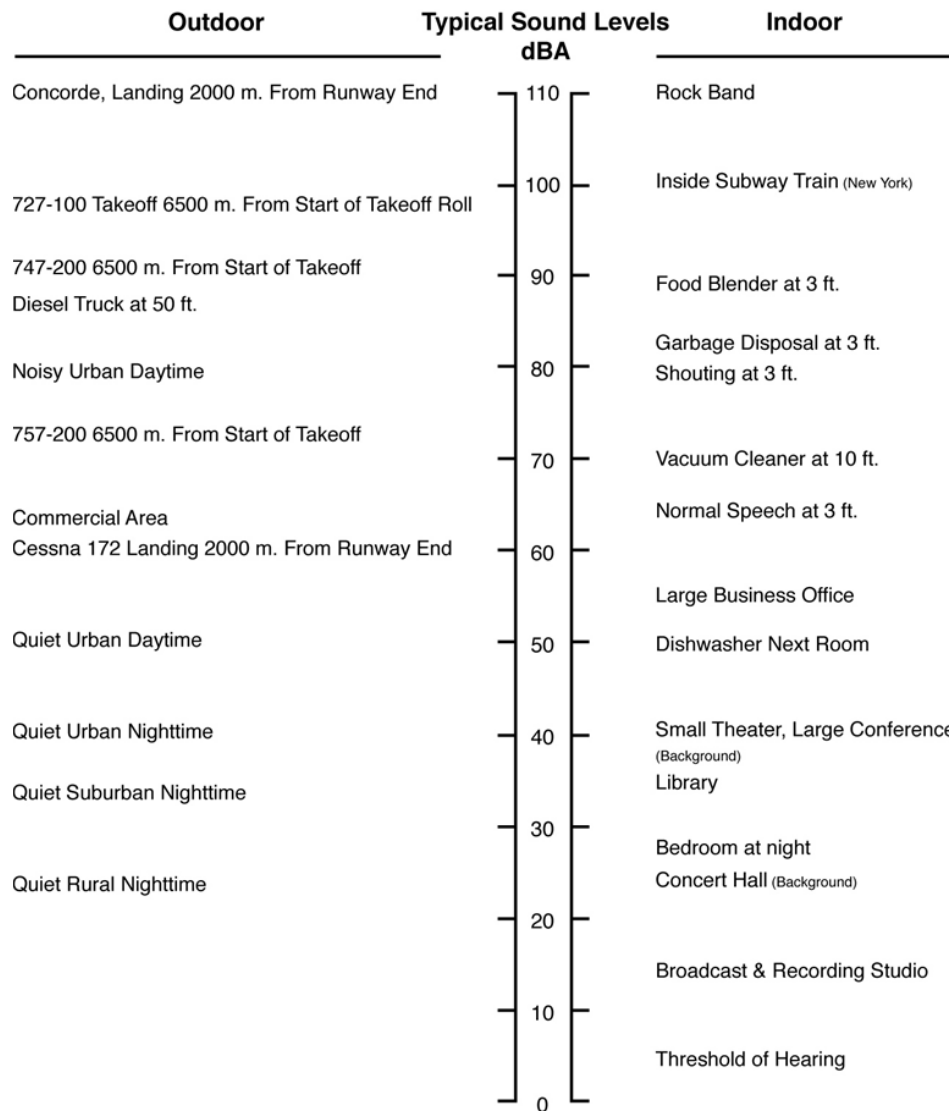 Outdoor Typical Sound Levels Indoor
dBA
Concorde, Landing 2000 m. From Runway End 110 Rock Band
100 Inside Subway Train (New York)
727-100 Takeoff 6500 m. From Start of Takeoff Roll
747-200 6500 m. From Start of Takeoff 90
Food Blender at 3 ft.
Diesel Truck at 50 ft.
Garbage Disposal at 3 ft.
Noisy Urban Daytime 80 Shouting at 3 ft.
757-200 6500 m. From Start of Takeoff
70 Vacuum Cleaner at 10 ft.
Normal Speech at 3 ft.
Commercial Area
Cessna 172 Landing 2000 m. From Runway End 60
Large Business Office
Quiet Urban Daytime 50 Dishwasher Next Room
Quiet Urban Nighttime 40 Small Theater, Large Conference
(Background)
Library
Quiet Suburban Nighttime
30
Bedroom at night
Quiet Rural Nighttime Concert Hall (Background)
20
Broadcast & Recording Studio
10
Threshold of Hearing
0